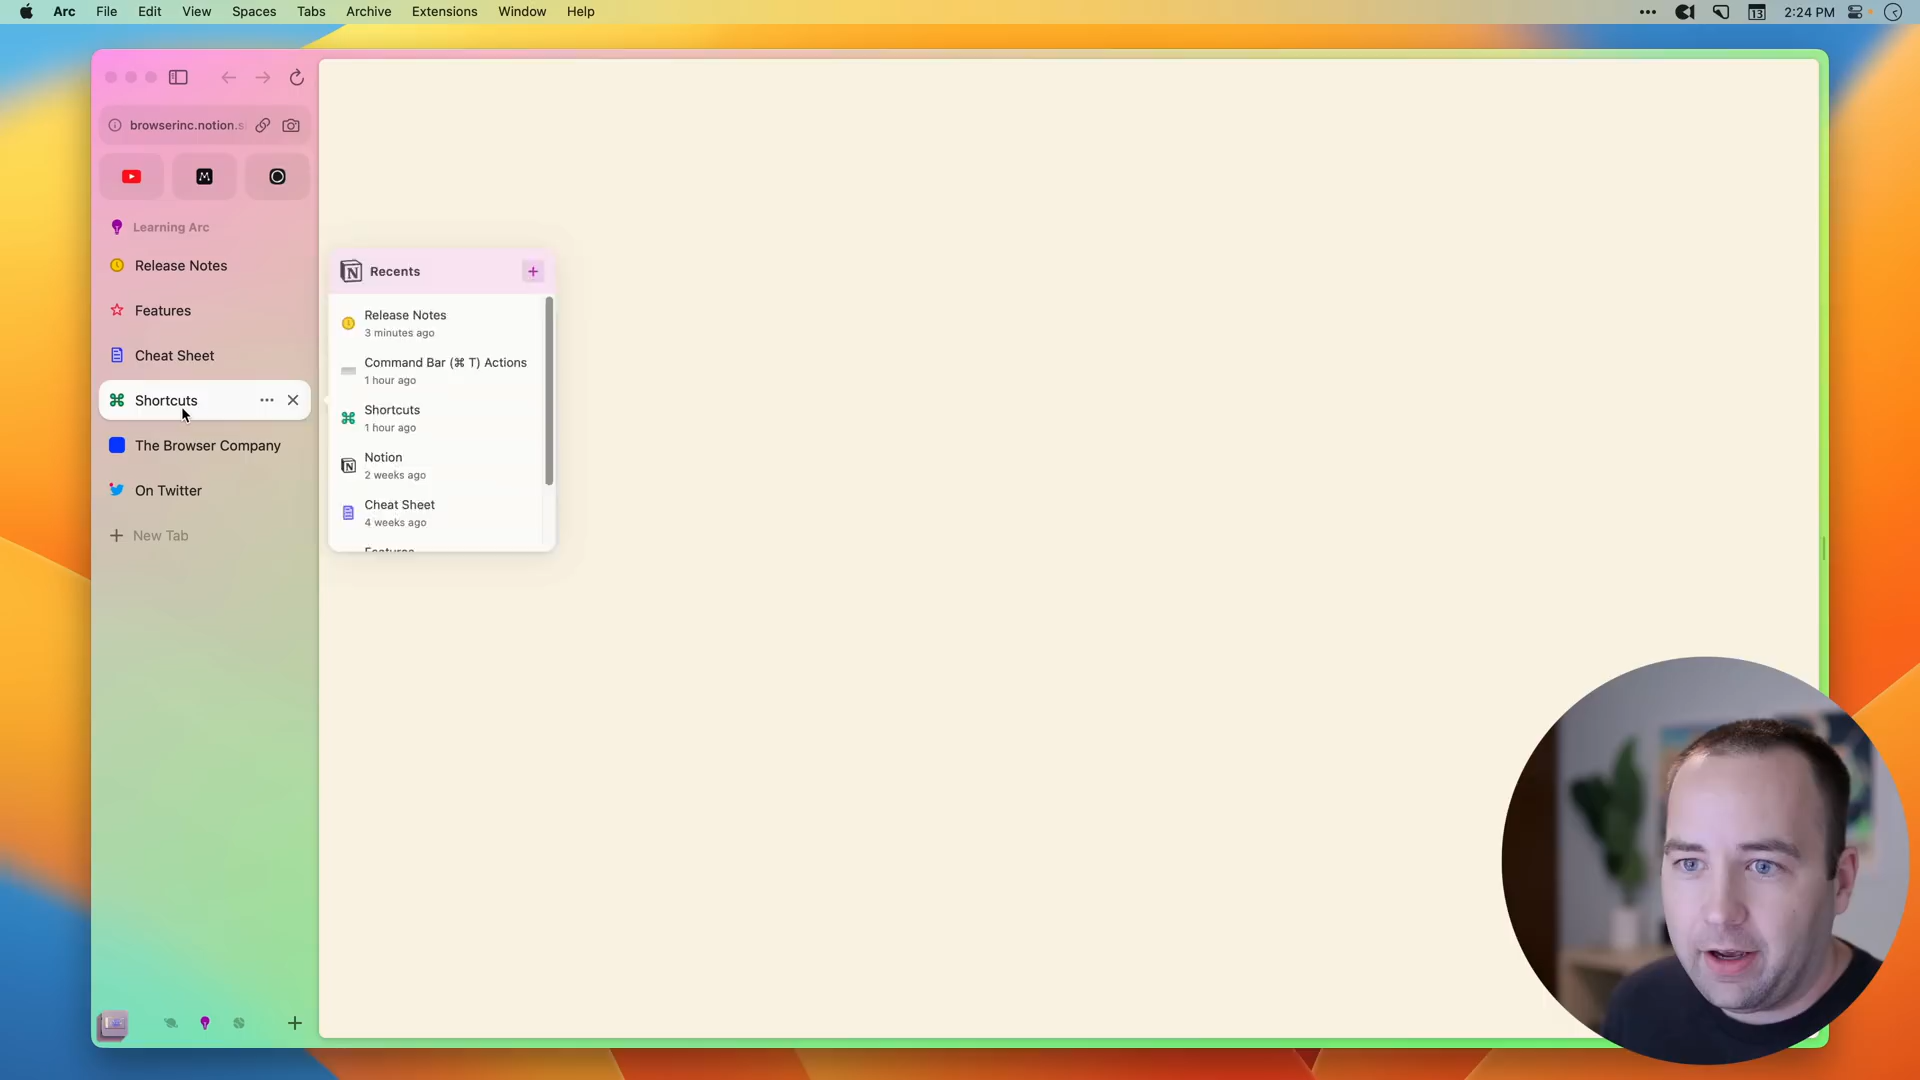 Arc File Edit View Spaces Tabs Archive Extensions Window Help
13 2:24 PM
browserinc.notion.s
Learning Arc
Release Notes
Features
Cheat Sheet
Shortcuts
The Browser Company
On Twitter
New Tab
Recents
Release Notes
3 minutes ago
Command Bar (⌘ T) Actions
1 hour ago
Shortcuts
1 hour ago
Notion
2 weeks ago
Cheat Sheet
4 weeks ago
Features